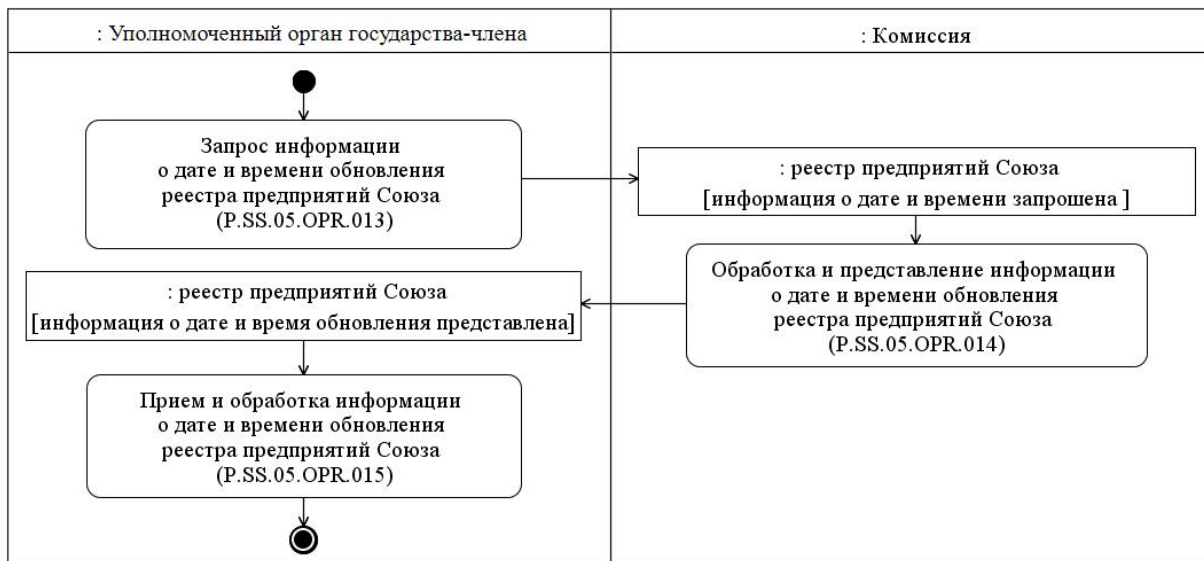 : Уполномоченный орган государства-члена
: Комиссия
Запрос информации
о дате и времени обновления
реестра предприятий Союза
(P.SS.05.OPR.013)
: реестр предприятий Союза
[информация о дате и времени запрошена ]
Обработка и представление информации
о дате и времени обновления
реестра предприятий Союза
(P.SS.05.OPR.014)
: реестр предприятий Союза
[информация о дате и время обновления представлена]
Прием и обработка информации
о дате и времени обновления
реестра предприятий Союза
(P.SS.05.OPR.015)